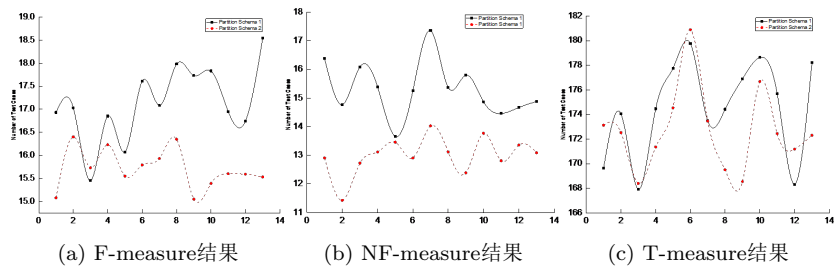 19.0
18.5
18.0
17.5
17.0
16.5
16.0
15.5
15.0
Number of Test Cases
0 2 4 6 8 10 12 14
Partition Schema 1
Partition Schema 2
(a) F-measure结果
18
17
16
15
14
13
12
11
Number of Test Cases
0 2 4 6 8 10 12 14
Partition Schema 1
Partition Schema 1
(b) NF-measure结果
182
180
178
176
174
172
170
168
166
Number of Test Cases
0 2 4 6 8 10 12 14
Partition Schema 1
Partition Schema 2
(c) T-measure结果